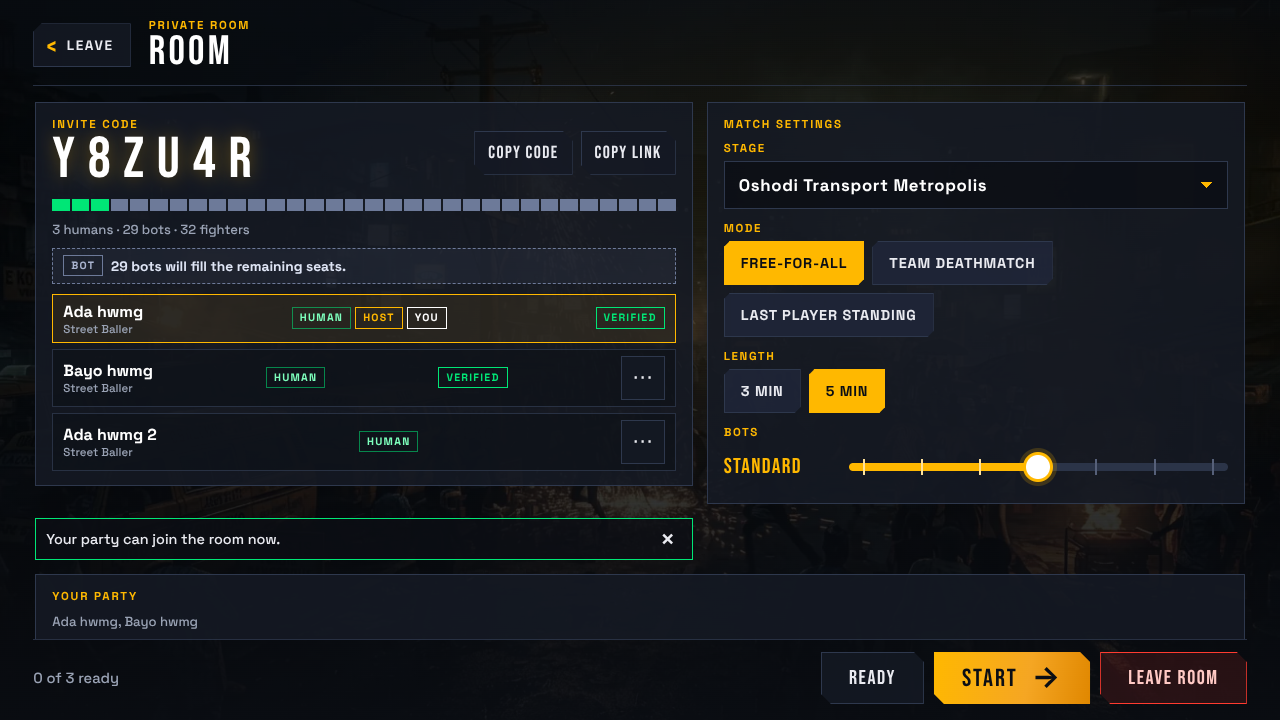 < LEAVE
PRIVATE ROOM
ROOM
INVITE CODE
Y8ZU4R
COPY CODE
COPY LINK
3 humans · 29 bots · 32 fighters
BOT 29 bots will fill the remaining seats.
Ada hwmg
Street Baller
HUMAN HOST YOU
VERIFIED
Bayo hwmg
Street Baller
HUMAN
VERIFIED
...
Ada hwmg 2
Street Baller
HUMAN
...
MATCH SETTINGS
STAGE
Oshodi Transport Metropolis
MODE
FREE-FOR-ALL
TEAM DEATHMATCH
LAST PLAYER STANDING
LENGTH
3 MIN
5 MIN
BOTS
STANDARD
Your party can join the room now.
×
YOUR PARTY
Ada hwmg, Bayo hwmg
0 of 3 ready
READY
START →
LEAVE ROOM